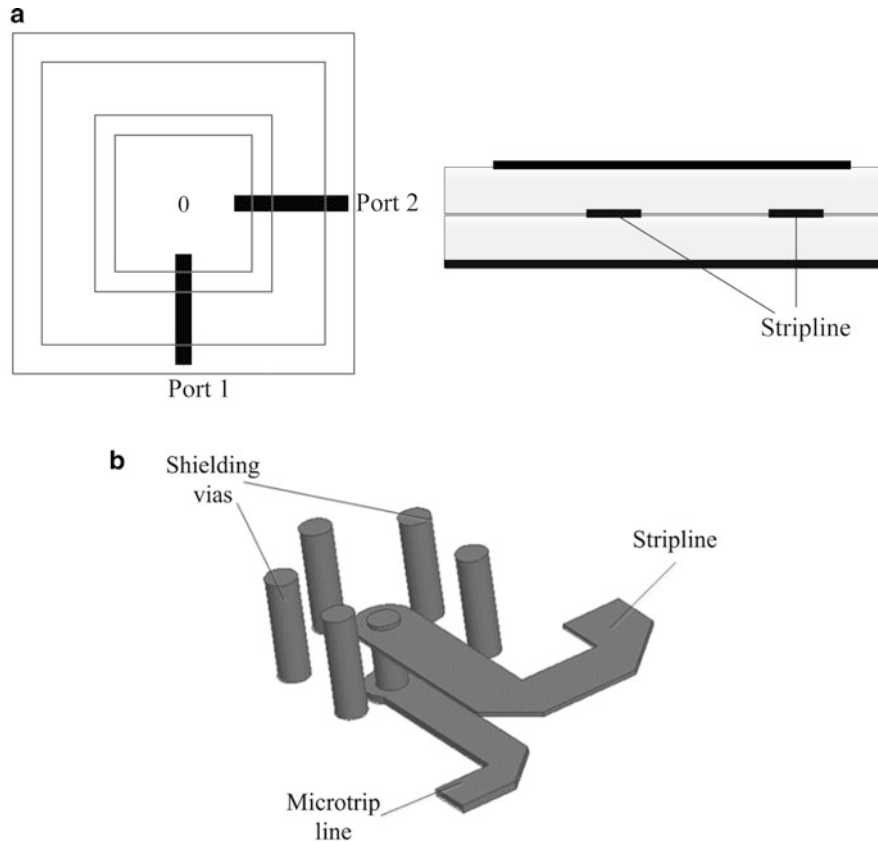 a
0
Port 2
Port 1
Stripline
b
Shielding
vias
Stripline
Microtrip
line